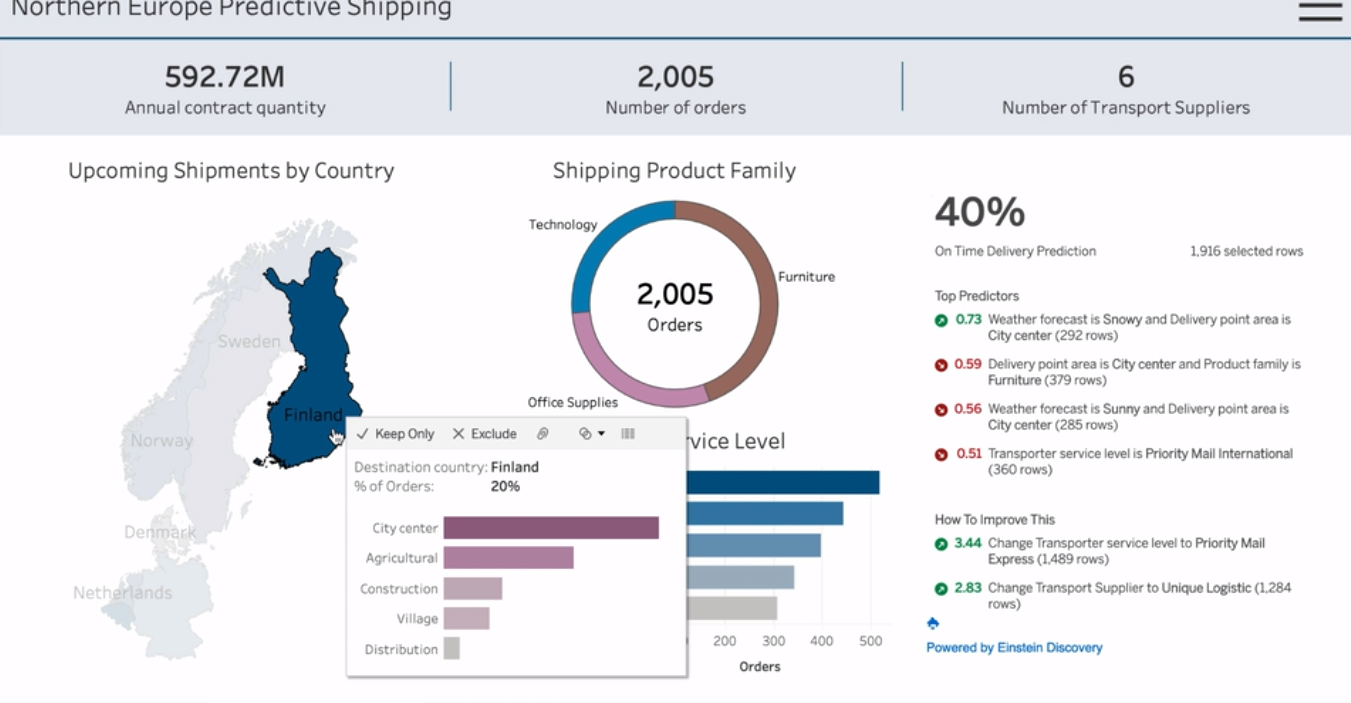 Northern Europe Predictive Shipping
592.72M
Annual contract quantity
2,005
Number of orders
6
Number of Transport Suppliers
Upcoming Shipments by Country
Sweden
Finland
Norway
Denmark
Netherlands
Shipping Product Family
Technology
Furniture
Office Supplies
2,005
Orders
Keep Only
Exclude
Destination country: Finland
% of Orders: 20%
City center
Agricultural
Construction
Village
Distribution
rvice Level
200 300 400 500
Orders
40%
On Time Delivery Prediction
1,916 selected rows
Top Predictors
0.73 Weather forecast is Snowy and Delivery point area is
City center (292 rows)
0.59 Delivery point area is City center and Product family is
Furniture (379 rows)
0.56 Weather forecast is Sunny and Delivery point area is
City center (285 rows)
0.51 Transporter service level is Priority Mail International
(360 rows)
How To Improve This
3.44 Change Transporter service level to Priority Mail
Express (1,489 rows)
2.83 Change Transport Supplier to Unique Logistic (1,284
rows)
Powered by Einstein Discovery